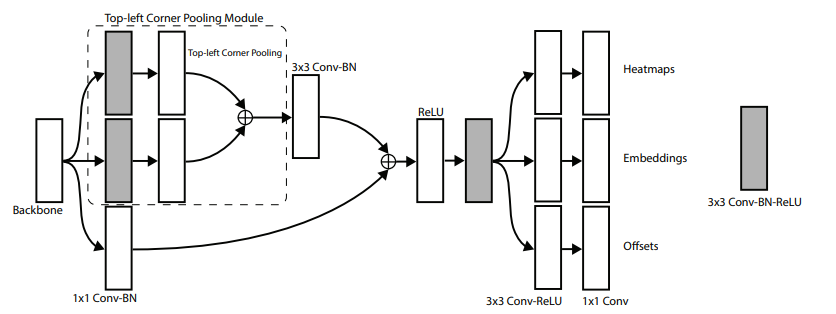 Top-left Corner Pooling Module
Top-left Corner Pooling
3x3 Conv-BN
Backbone
1x1 Conv-BN
ReLU
Heatmaps
Embeddings
Offsets
3x3 Conv-ReLU
1x1 Conv
3x3 Conv-BN-ReLU